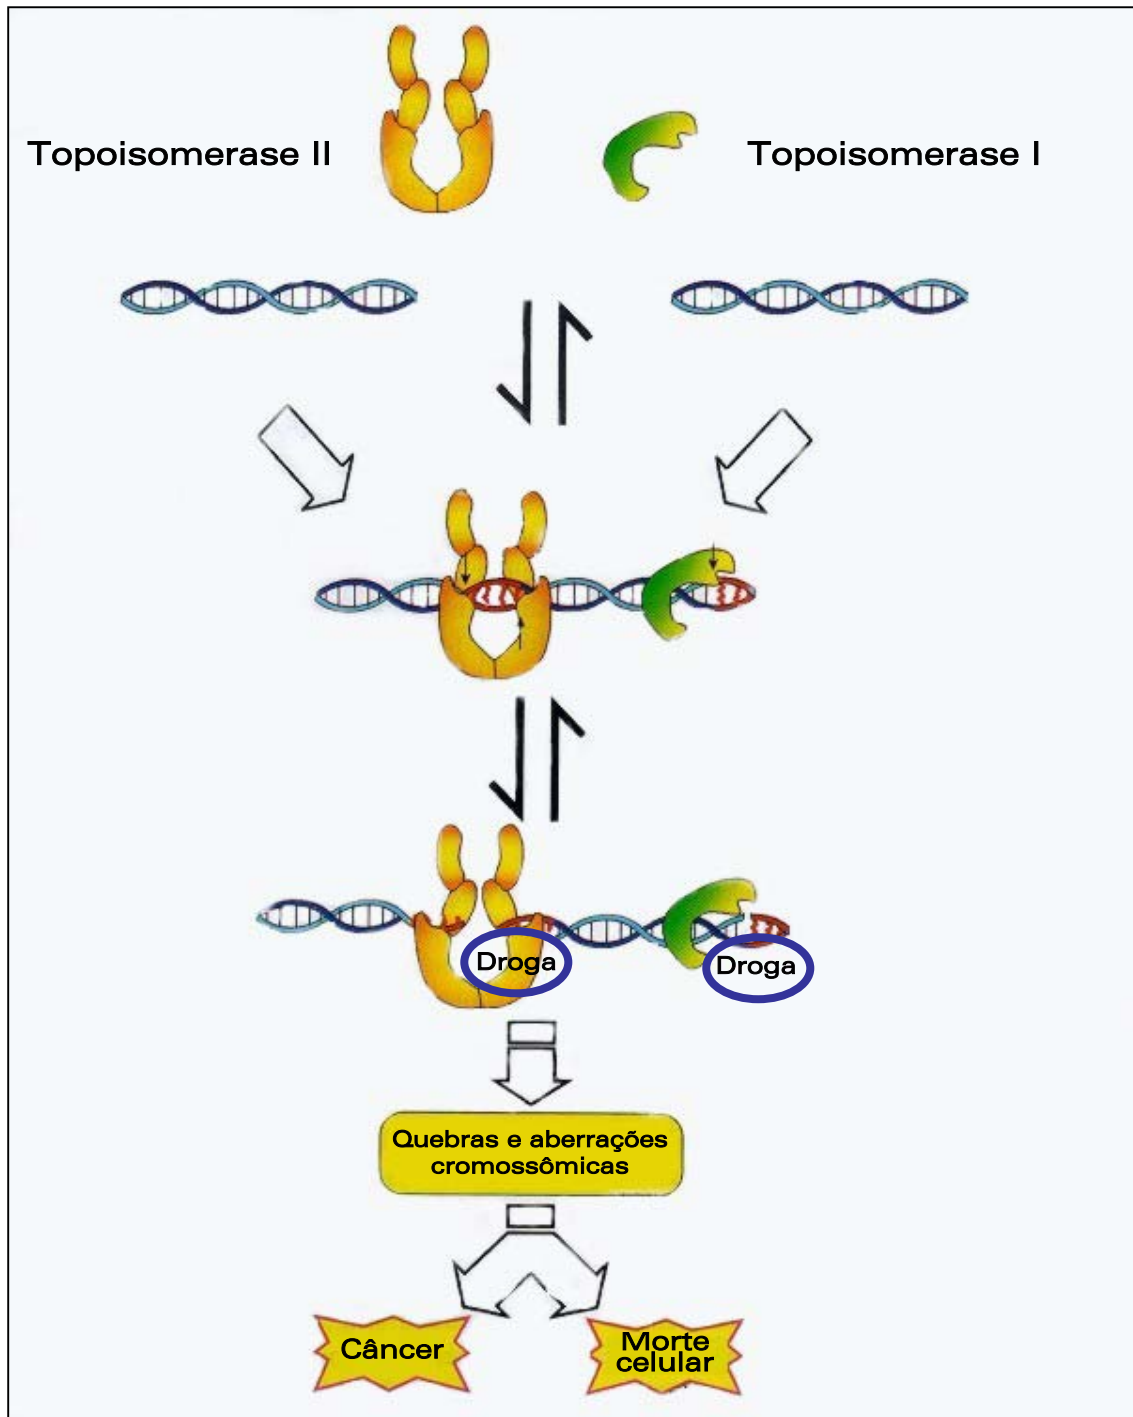 Topoisomerase II
Topoisomerase I
Droga
Droga
Quebras e aberrações
cromossômicas
Câncer
Morte
celular